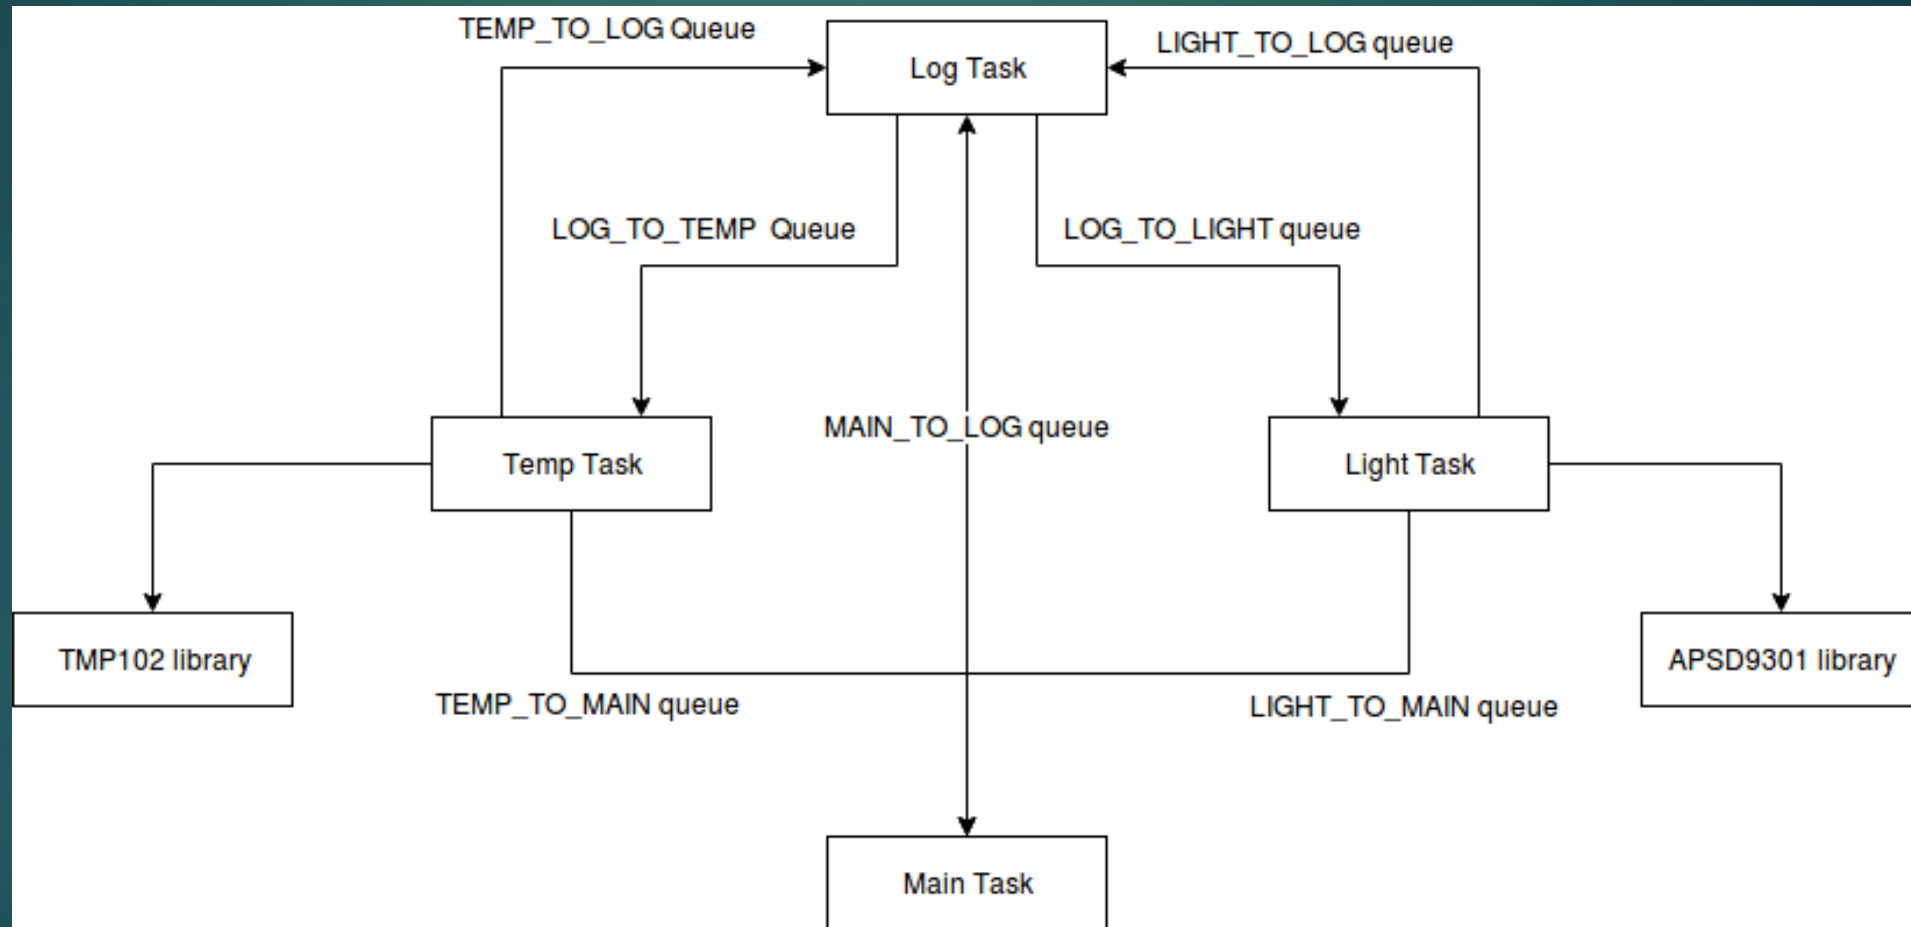 TEMP_TO_LOG Queue
Log Task
LIGHT_TO_LOG queue
LOG_TO_TEMP Queue
LOG_TO_LIGHT queue
MAIN_TO_LOG queue
Temp Task
Light Task
TMP102 library
APSD9301 library
TEMP_TO_MAIN queue
LIGHT_TO_MAIN queue
Main Task